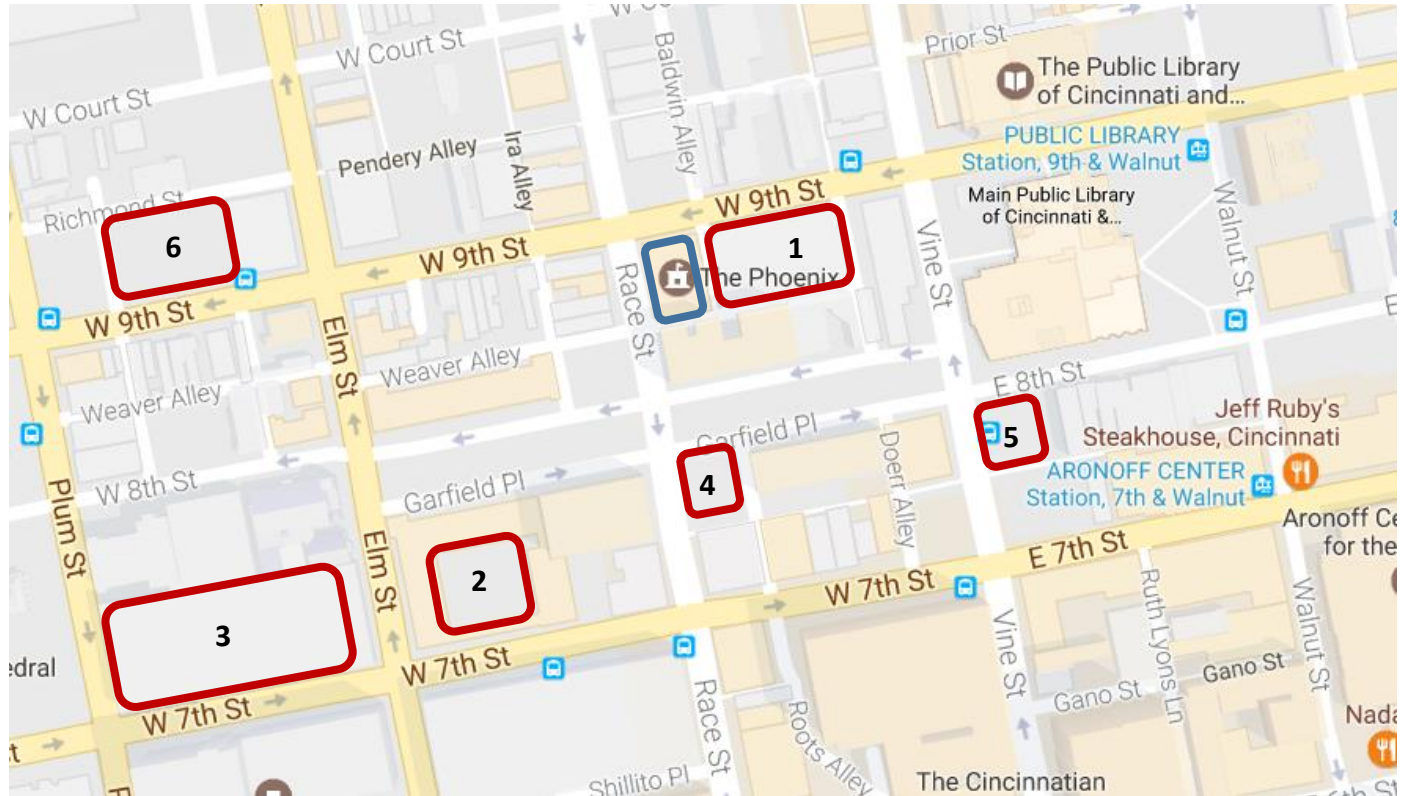 W Court St
Baldwin Alley
Prior St
The Public Library
of Cincinnati and...
W Court St
PUBLIC LIBRARY
Station, 9th & Walnut
Pendery Alley
Ira Alley
Main Public Library
of Cincinnati &...
Walnut St
Richmond St
W 9th St
6
1
W 9th St
Vine St
The Phoenix
Race St
W 9th St
Elm St
Weaver Alley
E 8th St
Weaver Alley
Jeff Ruby's
Steakhouse, Cincinnati
5
Garfield Pl
Doerr Alley
ARONOFF CENTER
Station, 7th & Walnut
4
W 8th St
Garfield Pl
Plum St
Aronoff Ce
for the
Elm St
E 7th St
2
W 7th St
Ruth Lyons Ln
3
Vine St
Walnut St
edral
W 7th St
Gano St
Gano St
W 7th St
Race St
Roots Alley
Nada
Shillito Pl
The Cincinnatian